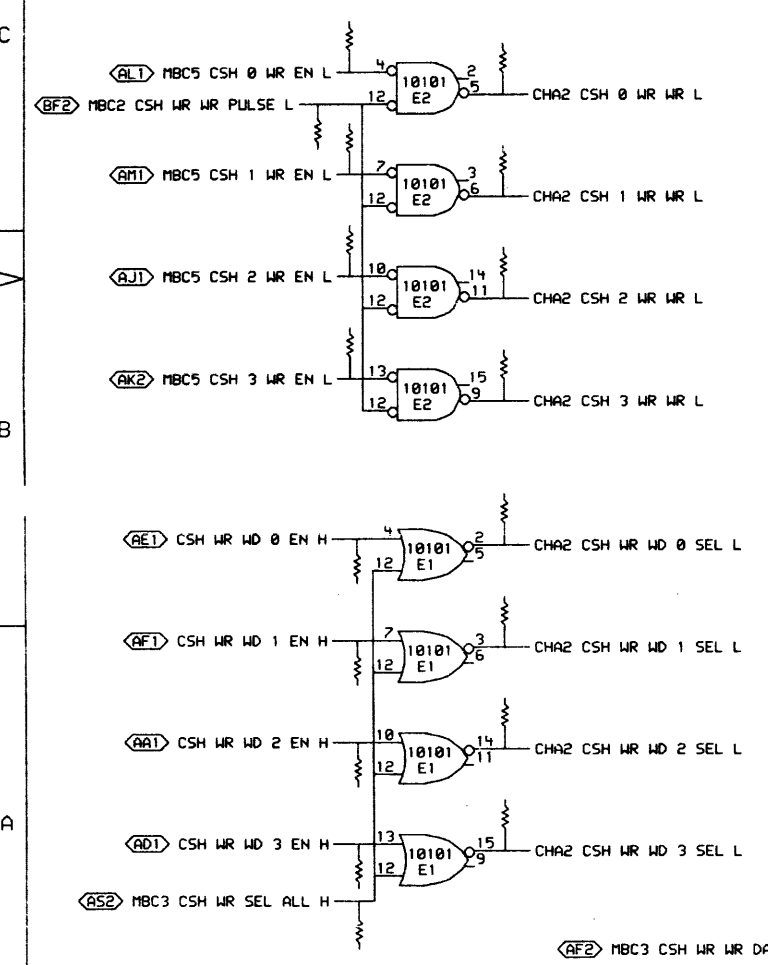 C
AL1 MBC5 CSH 0 WR EN L
4
10101
E2
2
5
CHA2 CSH 0 WR WR L
BF2 MBC2 CSH WR WR PULSE L
12
AM1 MBC5 CSH 1 WR EN L
7
10101
E2
3
6
CHA2 CSH 1 WR WR L
12
AJ1 MBC5 CSH 2 WR EN L
10
10101
E2
14
11
CHA2 CSH 2 WR WR L
12
AK2 MBC5 CSH 3 WR EN L
13
10101
E2
15
9
CHA2 CSH 3 WR WR L
12
B
AE1 CSH WR WD 0 EN H
4
10101
E1
2
5
CHA2 CSH WR WD 0 SEL L
12
AF1 CSH WR WD 1 EN H
7
10101
E1
3
6
CHA2 CSH WR WD 1 SEL L
12
AA1 CSH WR WD 2 EN H
10
10101
E1
14
11
CHA2 CSH WR WD 2 SEL L
12
A
AD1 CSH WR WD 3 EN H
13
10101
E1
15
9
CHA2 CSH WR WD 3 SEL L
12
AS2 MBC3 CSH WR SEL ALL H
AF2 MBC3 CSH WR WR DA